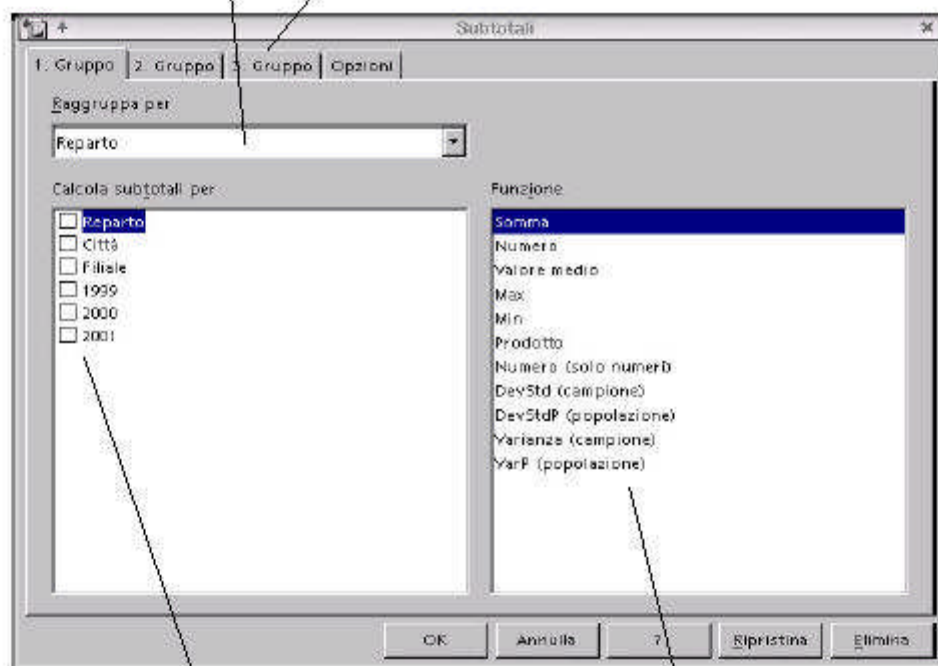 Subtotali
1. Gruppo 2. Gruppo 3. Gruppo Opzioni
Raggruppa per
Reparto
Calcola subtotali per
Funzione
Reparto
Città
Filiale
1999
2000
2001
Somma
Numero
Valore medio
Max
Min
Prodotto
Numero (solo numeri)
DevStd (campione)
DevStdP (popolazione)
Varianza (campione)
VarP (popolazione)
OK Annulla ? Ripristina Elimina